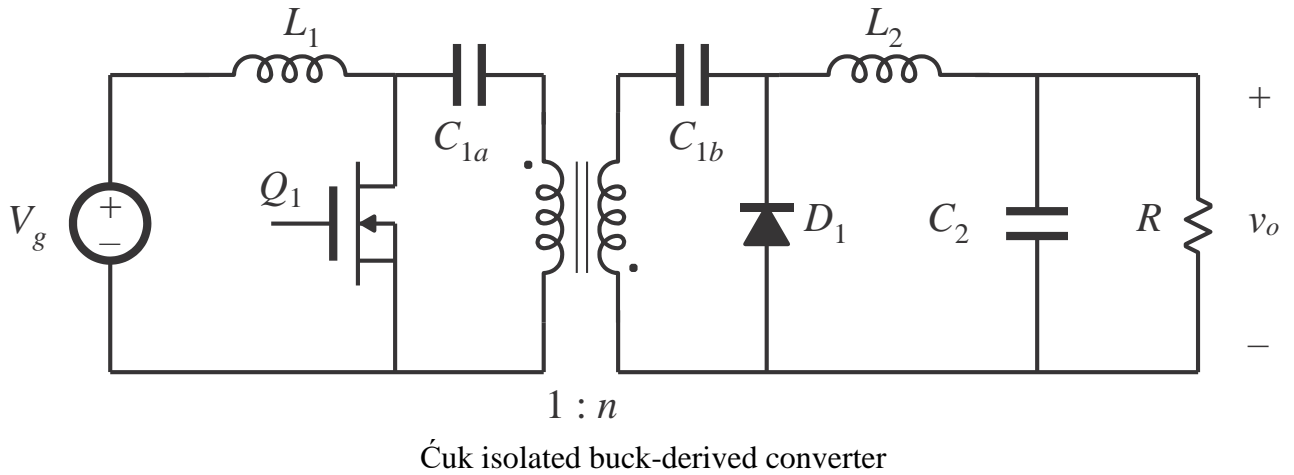 L1 L2
C1a C1b
Vg + − Q1 D1 C2 R + vo −
1 : n
Ćuk isolated buck-derived converter